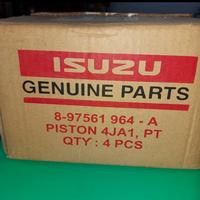 ISUZU
GENUINE PARTS
8-97561 964 - A
PISTON 4JA1, PT
QTY : 4 PCS